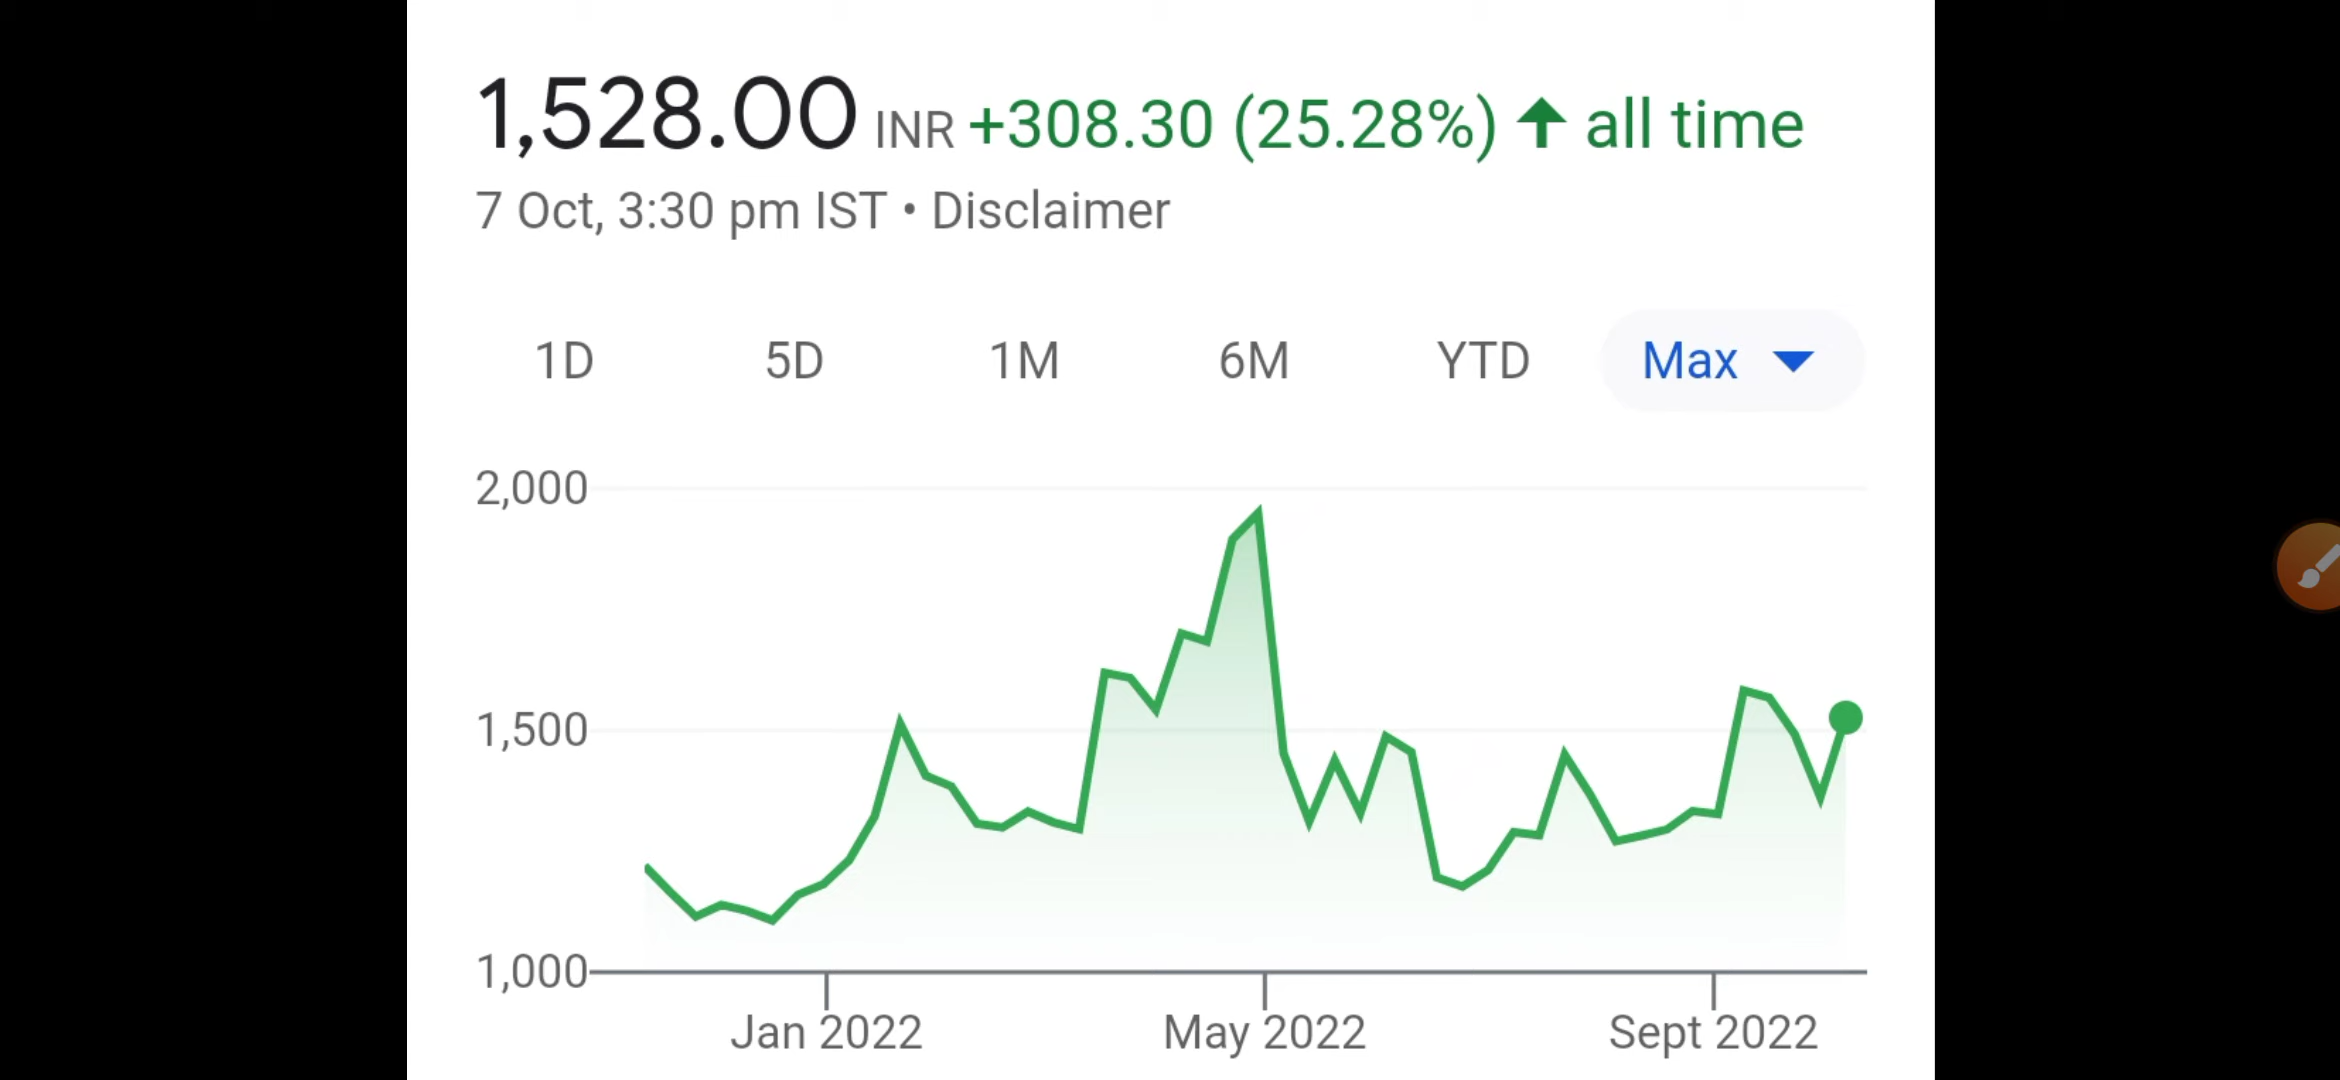 1,528.00 INR +308.30 (25.28%) ↑ all time
7 Oct, 3:30 pm IST • Disclaimer
1D 5D 1M 6M YTD Max
2,000
1,500
1,000
Jan 2022 May 2022 Sept 2022